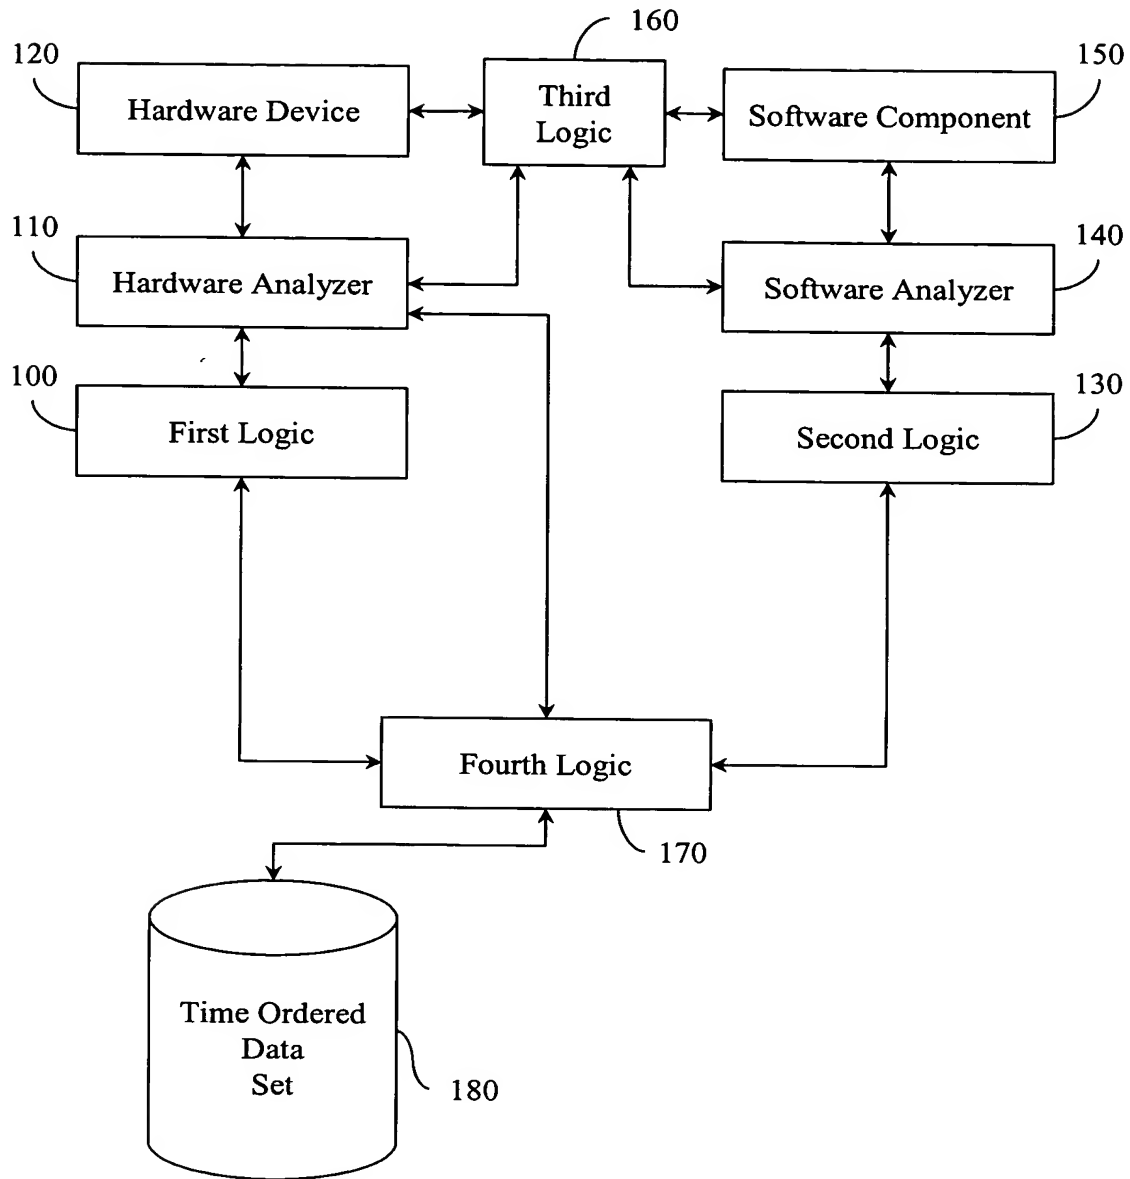 160
120
150
Hardware Device
Third
Logic
Software Component
110
140
Hardware Analyzer
Software Analyzer
100
130
First Logic
Second Logic
Fourth Logic
170
Time Ordered
Data
Set
180